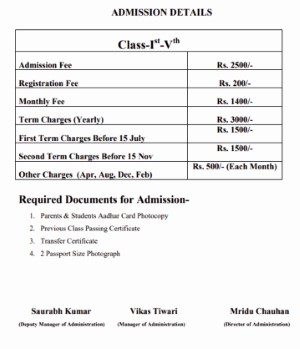 ADMISSION DETAILS
Class-Ist-Vth
Admission Fee Rs. 2500/-
Registration Fee Rs. 200/-
Monthly Fee Rs. 1400/-
Term Charges (Yearly) Rs. 3000/-
First Term Charges Before 15 July Rs. 1500/-
Second Term Charges Before 15 Nov Rs. 1500/-
Other Charges (Apr, Aug, Dec, Feb) Rs. 500/- (Each Month)
Required Documents for Admission-
1. Parents & Students Aadhar Card Photocopy
2. Previous Class Passing Certificate
3. Transfer Certificate
4. 2 Passport Size Photograph
Saurabh Kumar Vikas Tiwari Mridu Chauhan
(Deputy Manager of Administration) (Manager of Administration) (Director of Administration)